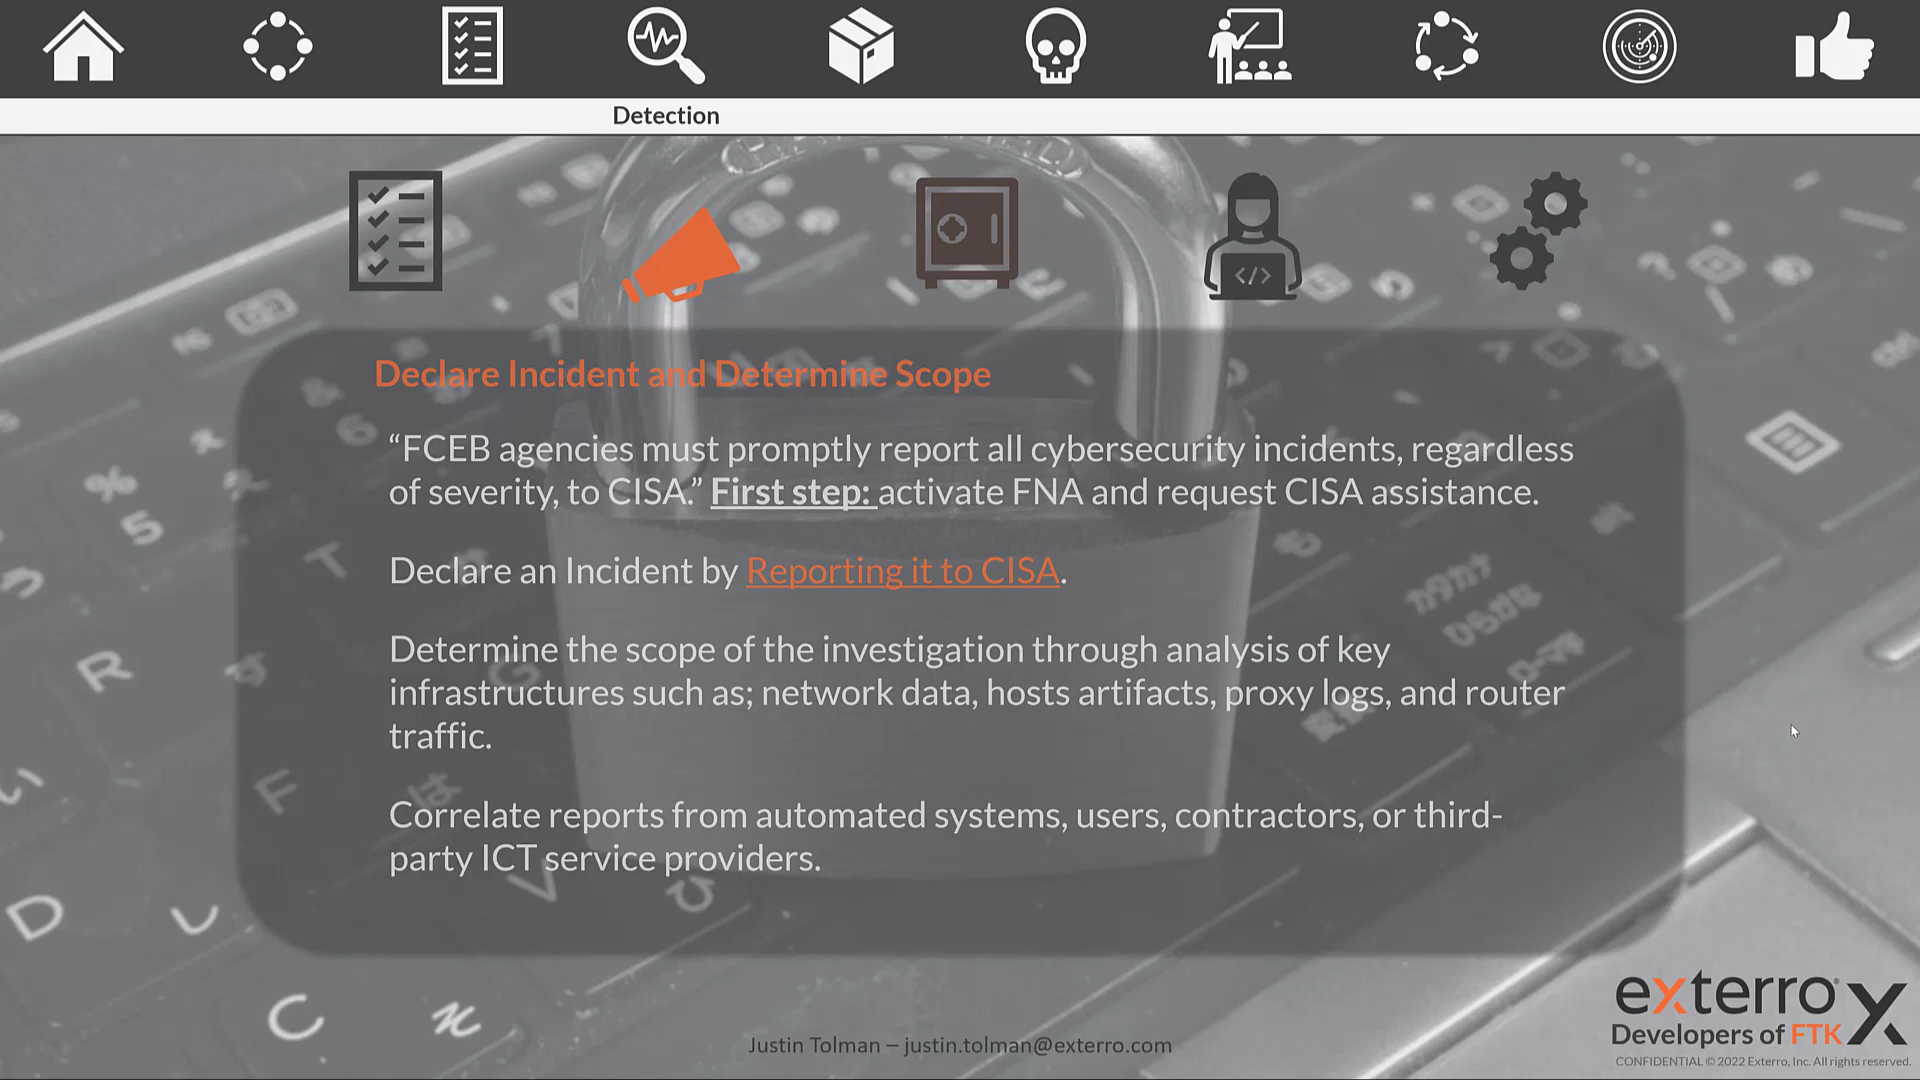 Detection
Declare Incident and Determine Scope
“FCEB agencies must promptly report all cybersecurity incidents, regardless
of severity, to CISA.” First step: activate FNA and request CISA assistance.
Declare an Incident by Reporting it to CISA.
Determine the scope of the investigation through analysis of key
infrastructures such as; network data, hosts artifacts, proxy logs, and router
traffic.
Correlate reports from automated systems, users, contractors, or third-
party ICT service providers.
exterro®
Developers of FTK
Justin Tolman – justin.tolman@exterro.com
CONFIDENTIAL © 2022 Exterro, Inc. All rights reserved.